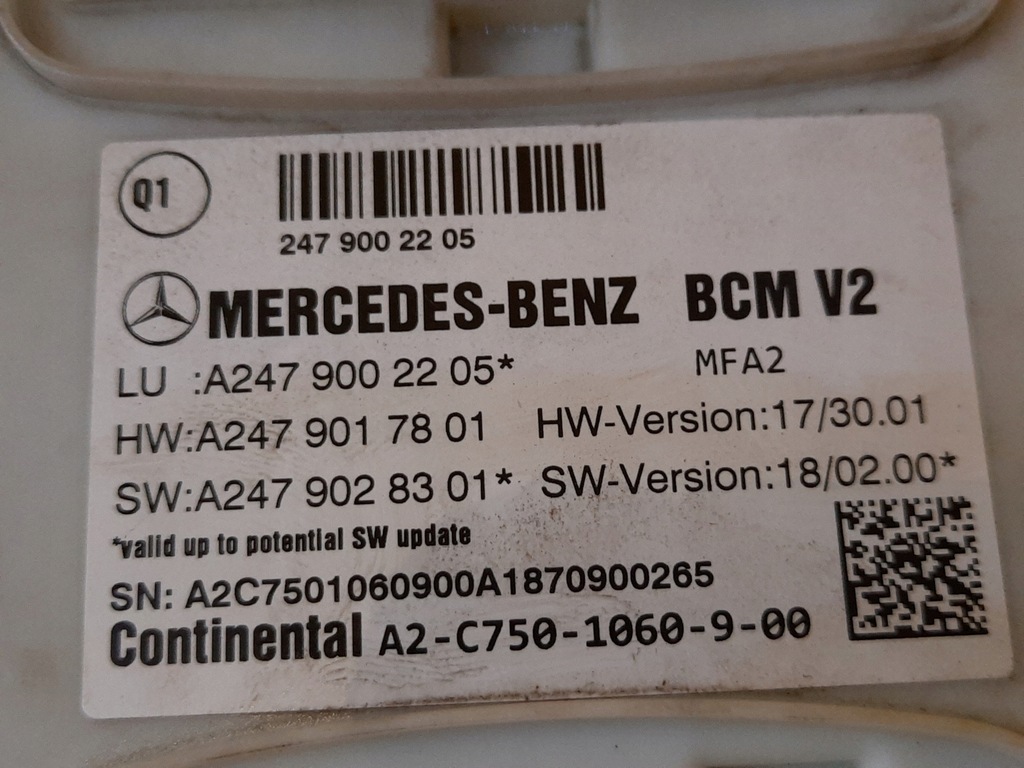 Q1
247 900 22 05
MERCEDES-BENZ BCM V2
LU :A247 900 22 05* MFA2
HW:A247 901 78 01 HW-Version:17/30.01
SW:A247 902 83 01* SW-Version:18/02.00*
*valid up to potential SW update
SN: A2C7501060900A1870900265
Continental A2-C750-1060-9-00